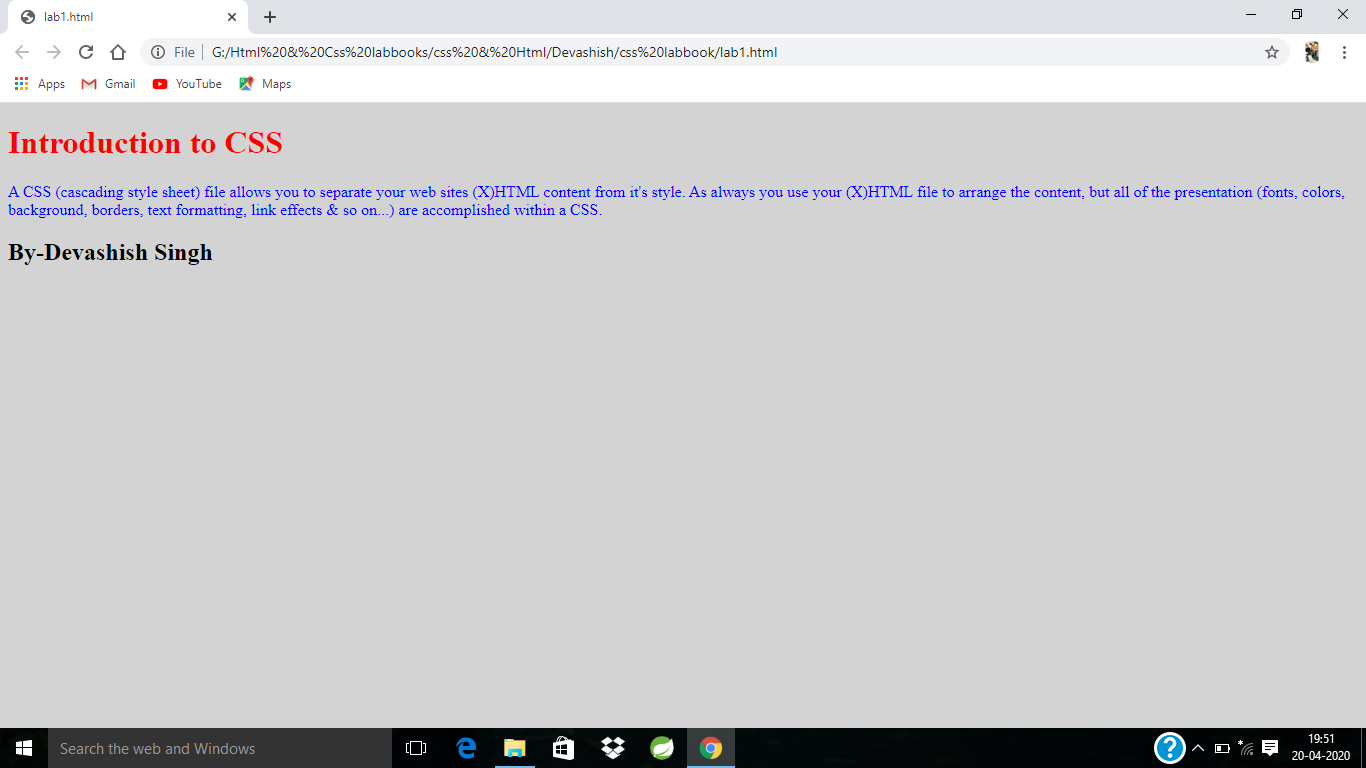 lab1.html
File
G:/Html%20&%20Css%20labbooks/css%20&%20Html/Devashish/css%20labbook/lab1.html
Apps Gmail YouTube Maps
Introduction to CSS
A CSS (cascading style sheet) file allows you to separate your web sites (X)HTML content from it's style. As always you use your (X)HTML file to arrange the content, but all of the presentation (fonts, colors,
background, borders, text formatting, link effects & so on...) are accomplished within a CSS.
By-Devashish Singh
Search the web and Windows
19:51
20-04-2020